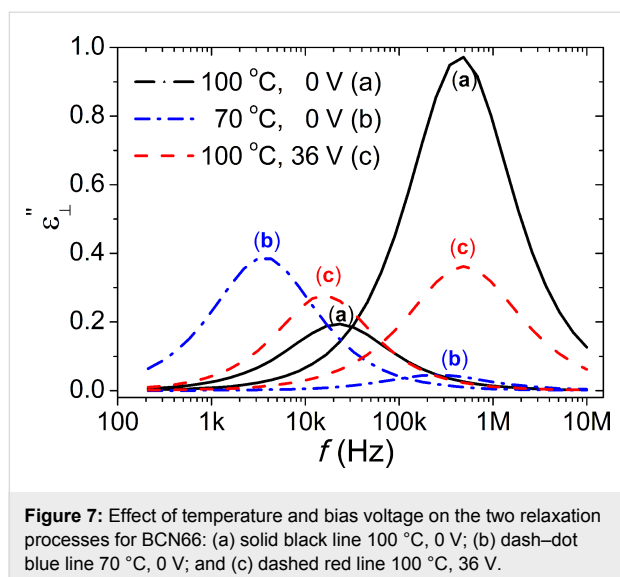 1.0
0.8
0.6
0.4
0.2
0.0
ε''⊥
100 °C, 0 V (a)
70 °C, 0 V (b)
100 °C, 36 V (c)
(a)
(b)
(c)
(c)
(a)
(b)
100 1k 10k 100k 1M 10M
f (Hz)
Figure 7: Effect of temperature and bias voltage on the two relaxation
processes for BCN66: (a) solid black line 100 °C, 0 V; (b) dash–dot
blue line 70 °C, 0 V; and (c) dashed red line 100 °C, 36 V.